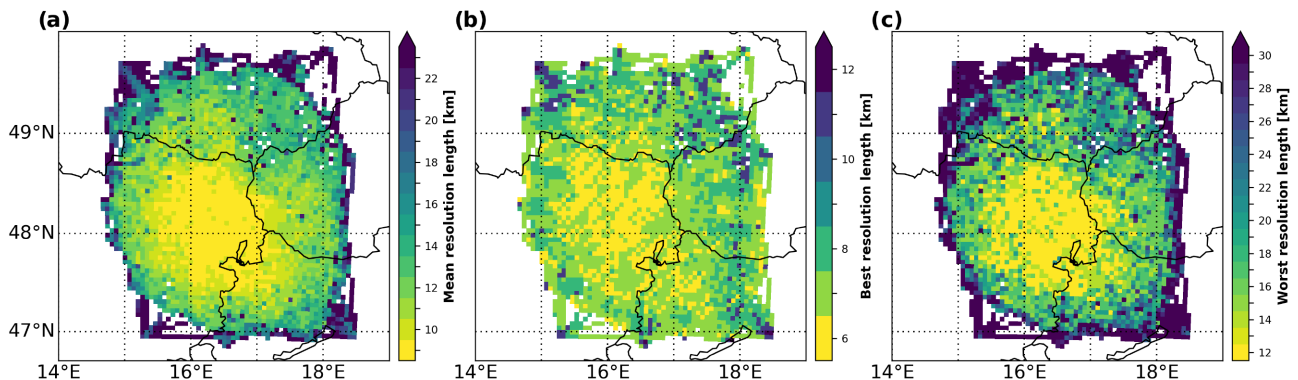 (a)
(b)
(c)
49°N
48°N
47°N
14°E
16°E
18°E
22
20
18
16
14
12
10
Mean resolution length [km]
14°E
16°E
18°E
12
10
8
6
Best resolution length [km]
14°E
16°E
18°E
30
28
26
24
22
20
18
16
14
12
Worst resolution length [km]